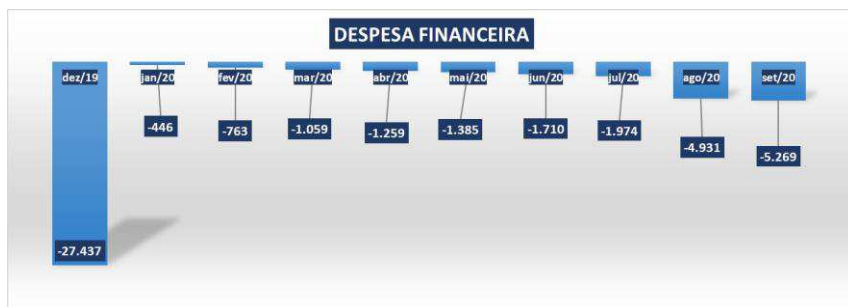 DESPESA FINANCEIRA
dez/19 jan/20 fev/20 mar/20 abr/20 mai/20 jun/20 jul/20 ago/20 set/20
-446 -763 -1.059 -1.259 -1.385 -1.710 -1.974 -4.931 -5.269
-27.437